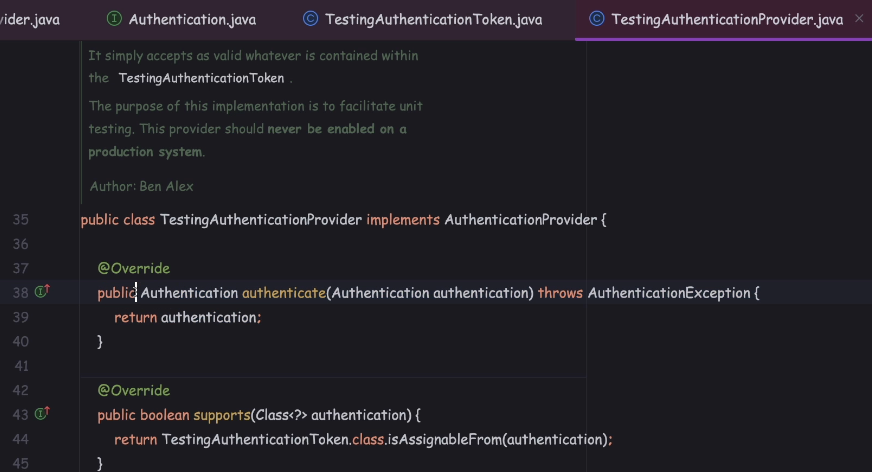 vider.java Authentication.java TestingAuthenticationToken.java TestingAuthenticationProvider.java ×
It simply accepts as valid whatever is contained within
the TestingAuthenticationToken .
The purpose of this implementation is to facilitate unit
testing. This provider should never be enabled on a
production system.
Author: Ben Alex
35 public class TestingAuthenticationProvider implements AuthenticationProvider {
36
37 @Override
38 public Authentication authenticate(Authentication authentication) throws AuthenticationException {
39 return authentication;
40 }
41
42 @Override
43 public boolean supports(Class<?> authentication) {
44 return TestingAuthenticationToken.class.isAssignableFrom(authentication);
45 }